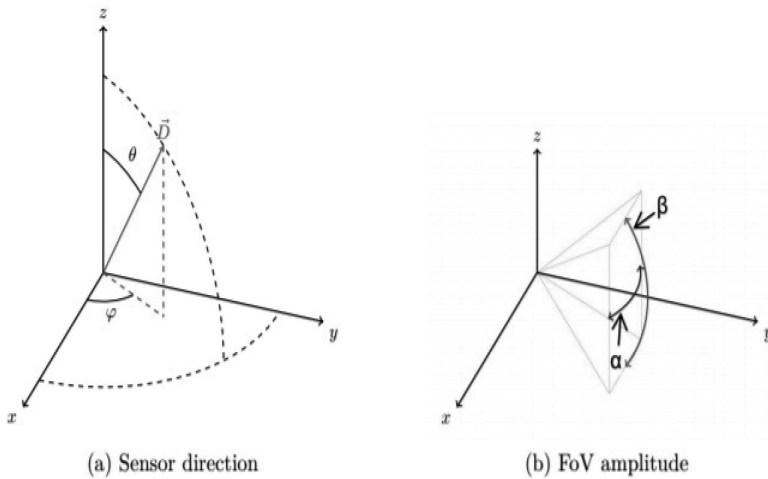 z
D⃗
θ
φ
y
x
(a) Sensor direction
z
β
α
y
x
(b) FoV amplitude